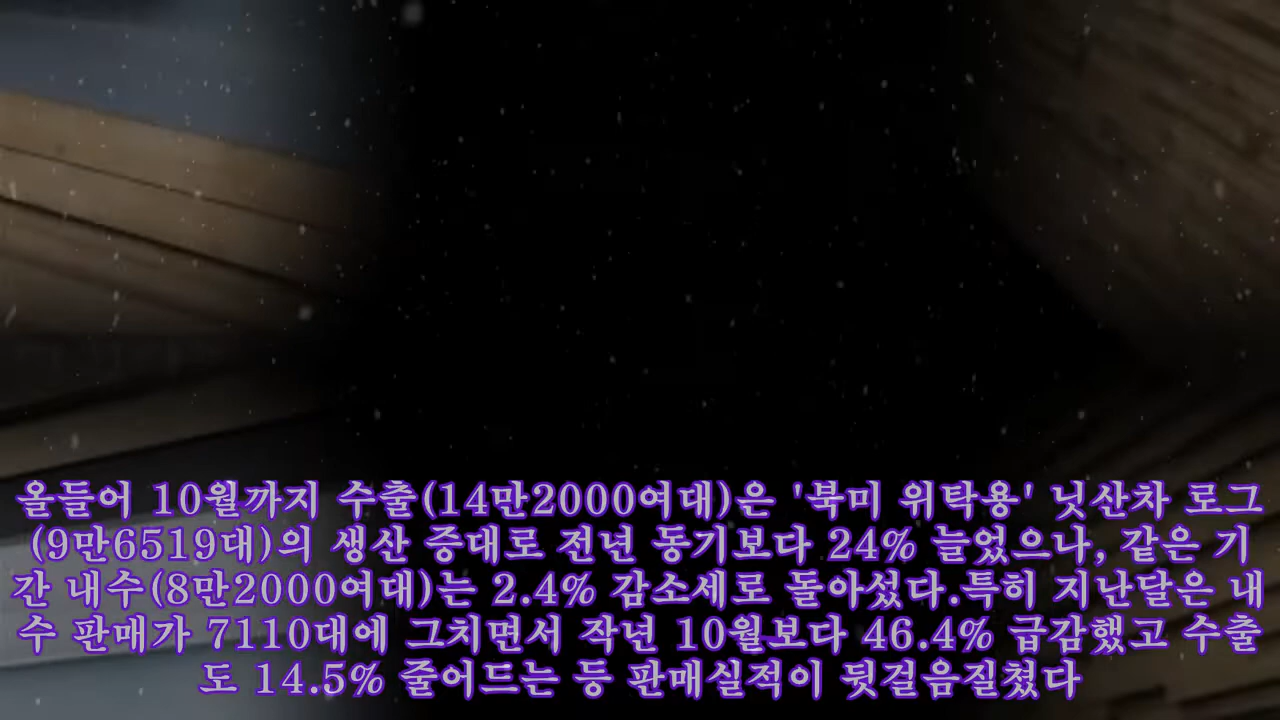 올들어 10월까지 수출(14만2000여대)은 '북미 위탁용' 닛산차 로그
(9만6519대)의 생산 증대로 전년 동기보다 24% 늘었으나, 같은 기
간 내수(8만2000여대)는 2.4% 감소세로 돌아섰다.특히 지난달은 내
수 판매가 7110대에 그치면서 작년 10월보다 46.4% 급감했고 수출
도 14.5% 줄어드는 등 판매실적이 뒷걸음질쳤다